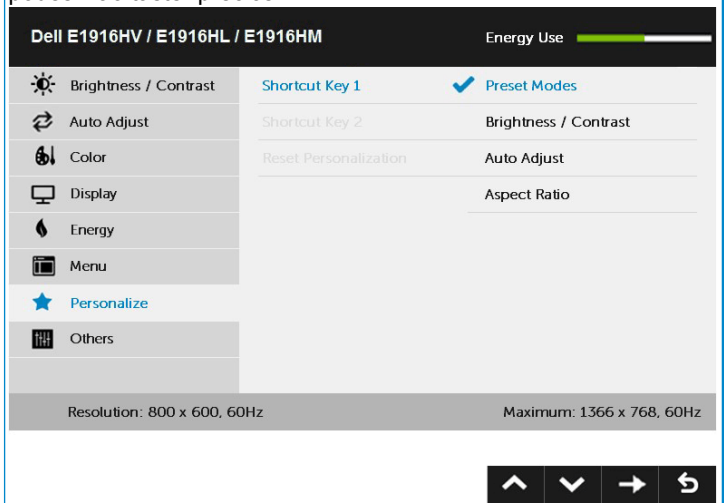 Dell E1916HV / E1916HL / E1916HM Energy Use
Brightness / Contrast Shortcut Key 1 Preset Modes
Auto Adjust Shortcut Key 2 Brightness / Contrast
Color Reset Personalization Auto Adjust
Display Aspect Ratio
Energy
Menu
Personalize
Others
Resolution: 800 x 600, 60Hz Maximum: 1366 x 768, 60Hz